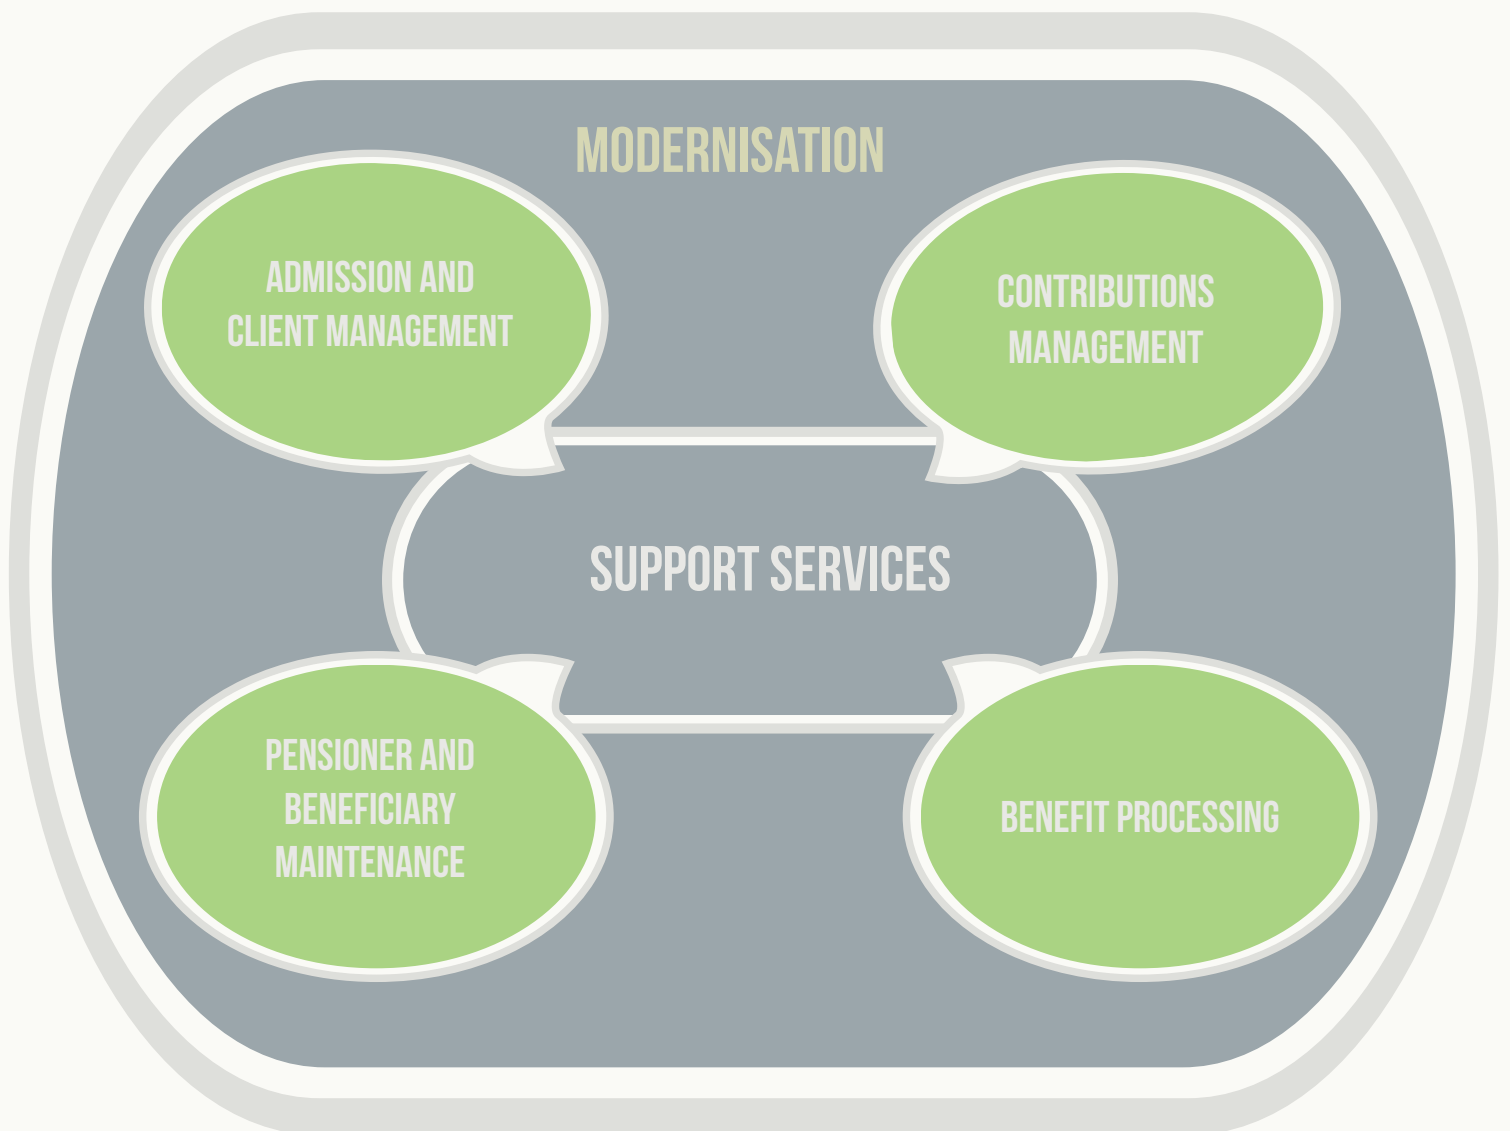 MODERNISATION
ADMISSION AND
CLIENT MANAGEMENT
CONTRIBUTIONS
MANAGEMENT
SUPPORT SERVICES
PENSIONER AND
BENEFICIARY
MAINTENANCE
BENEFIT PROCESSING